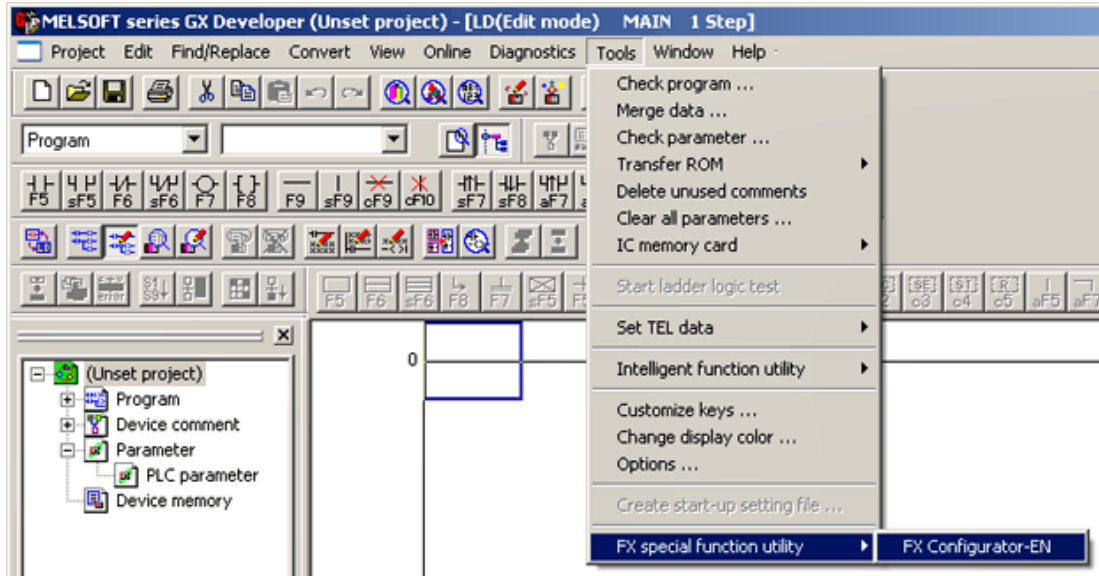 MELSOFT series GX Developer (Unset project) - [LD(Edit mode) MAIN 1 Step]
Project Edit Find/Replace Convert View Online Diagnostics Tools Window Help
Program
F5 sF5 F6 sF6 F7 F8 F9 sF9 cF9 cF10 sF7 sF8 aF7
error
F5 F6 sF6 F8 F7 sF5 c3 c4 c5 aF5 aF7
Check program ...
Merge data ...
Check parameter ...
Transfer ROM
Delete unused comments
Clear all parameters ...
IC memory card
Start ladder logic test
Set TEL data
Intelligent function utility
Customize keys ...
Change display color ...
Options ...
Create start-up setting file ...
FX special function utility
FX Configurator-EN
0
(Unset project)
Program
Device comment
Parameter
PLC parameter
Device memory